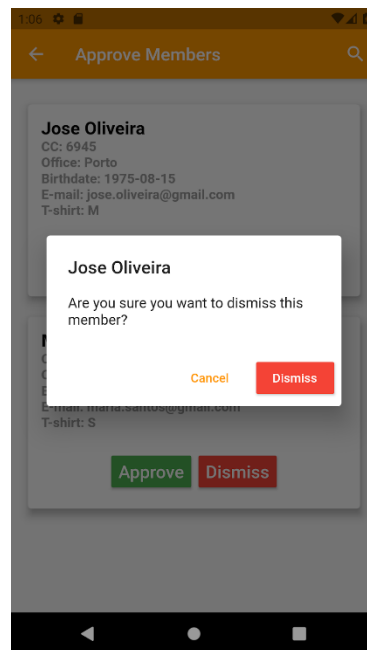 1:06
Approve Members
Jose Oliveira
CC: 6945
Office: Porto
Birthdate: 1975-08-15
E-mail: jose.oliveira@gmail.com
T-shirt: M
Jose Oliveira
Are you sure you want to dismiss this
member?
Cancel Dismiss
E-mail: maria.santos@gmail.com
T-shirt: S
Approve Dismiss